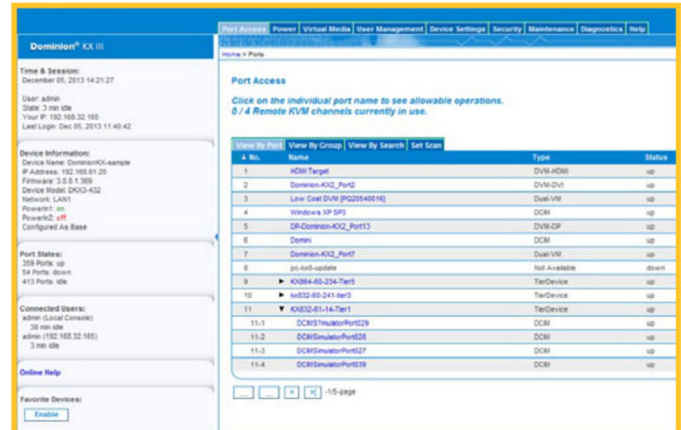 Port Access Power Virtual Media User Management Device Settings Security Maintenance Diagnostics Help
Dominion® KX III
Home > Ports
Time & Session:
December 05, 2013 14:21:27
User: admin
State: 3 min idle
Your IP: 192.168.32.165
Last Login: Dec 05, 2013 11:40:42
Device Information:
Device Name: DominionKX-sample
IP Address: 192.168.61.20
Firmware: 3.0.0.1.369
Device Model: DKX3-432
Network: LAN1
PowerIn1: on
PowerIn2: off
Configured As Base
Port States:
359 Ports: up
54 Ports: down
413 Ports: idle
Connected Users:
admin (Local Console)
38 min idle
admin (192.168.32.165)
3 min idle
Online Help
Favorite Devices:
Enable
Port Access
Click on the individual port name to see allowable operations.
0 / 4 Remote KVM channels currently in use.
View By Port View By Group View By Search Set Scan
▲ No. Name Type Status
1 HDMI Target DVM-HDMI up
2 Dominion-KX2_Port2 DVM-DVI up
3 Low Cost DVM [PQ20540016] Dual-VM up
4 Windows XP SP3 DCIM up
5 DP-Dominion-KX2_Port13 DVM-DP up
6 Domini DCIM up
7 Dominion-KX2_Port7 Dual-VM up
8 pc-kx8-update Not Available down
9 ► KX864-60-234-Tier5 TierDevice up
10 ► kx832-60-241-tier3 TierDevice up
11 ▼ KX832-61-14-Tier1 TierDevice up
11-1 DCIMS?mulatorPort029 DCIM up
11-2 DCIMSimulatorPort028 DCIM up
11-3 DCIMSimulatorPort027 DCIM up
11-4 DCIMSimulatorPort039 DCIM up
... ... > >| -1/5-page